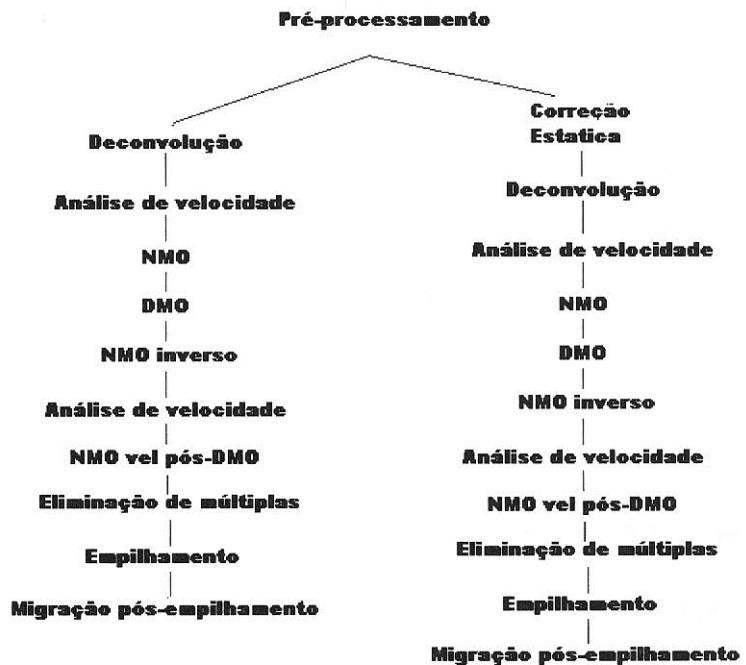 Pré-processamento
Deconvolução
Análise de velocidade
NMO
DMO
NMO inverso
Análise de velocidade
NMO vel pós-DMO
Eliminação de múltiplas
Empilhamento
Migração pós-empilhamento
Correção
Estatica
Deconvolução
Análise de velocidade
NMO
DMO
NMO inverso
Análise de velocidade
NMO vel pós-DMO
Eliminação de múltiplas
Empilhamento
Migração pós-empilhamento